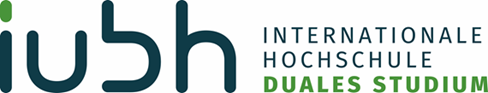 iubh
INTERNATIONALE
HOCHSCHULE
DUALES STUDIUM